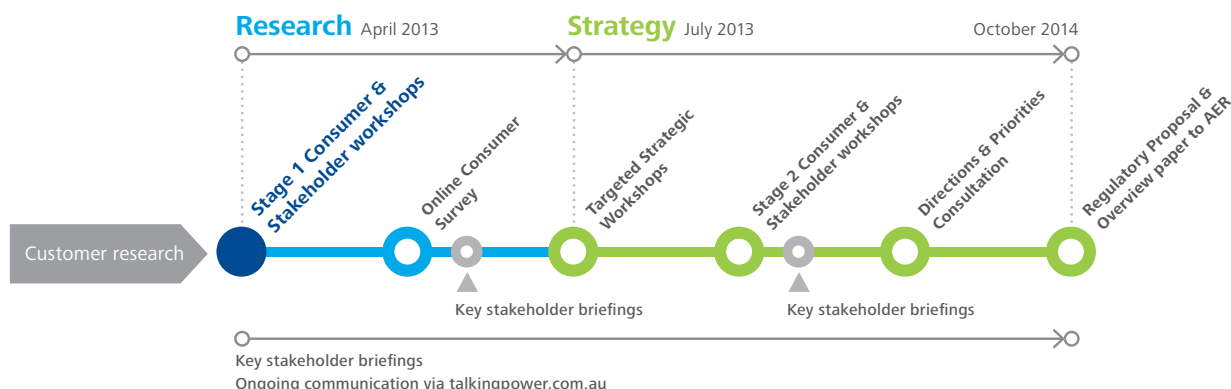 Research April 2013
Strategy July 2013
October 2014
Stage 1 Consumer &
Stakeholder workshops
Online Consumer
Survey
Targeted Strategic
Workshops
Stage 2 Consumer &
Stakeholder workshops
Directions & Priorities
Consultation
Regulatory Proposal &
Overview paper to AER
Customer research
Key stakeholder briefings
Key stakeholder briefings
Key stakeholder briefings
Ongoing communication via talkingpower.com.au